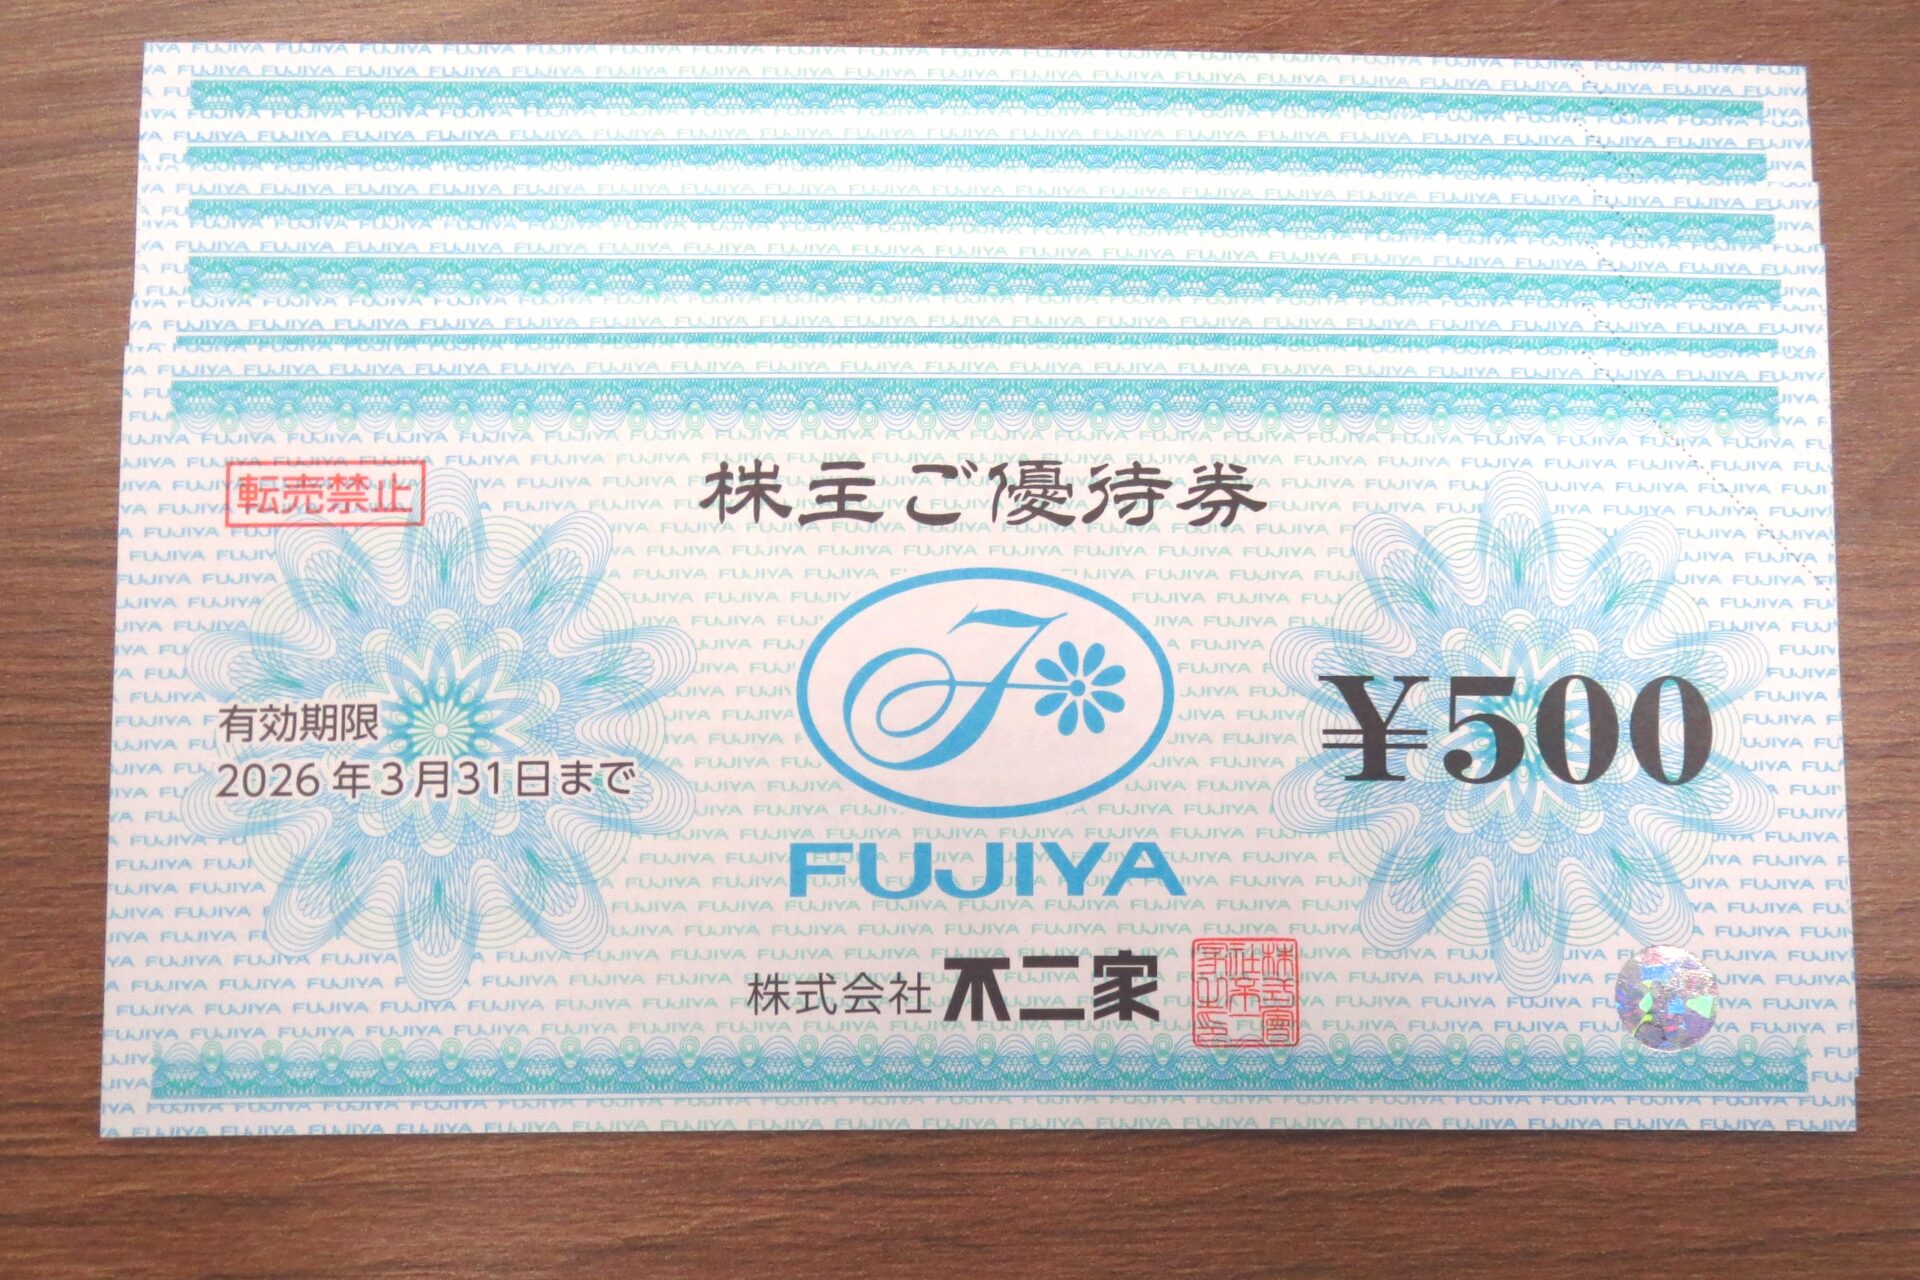 転売禁止
株主ご優待券
有効期限
2026年3月31日まで
¥500
FUJIYA
株式会社 不二家